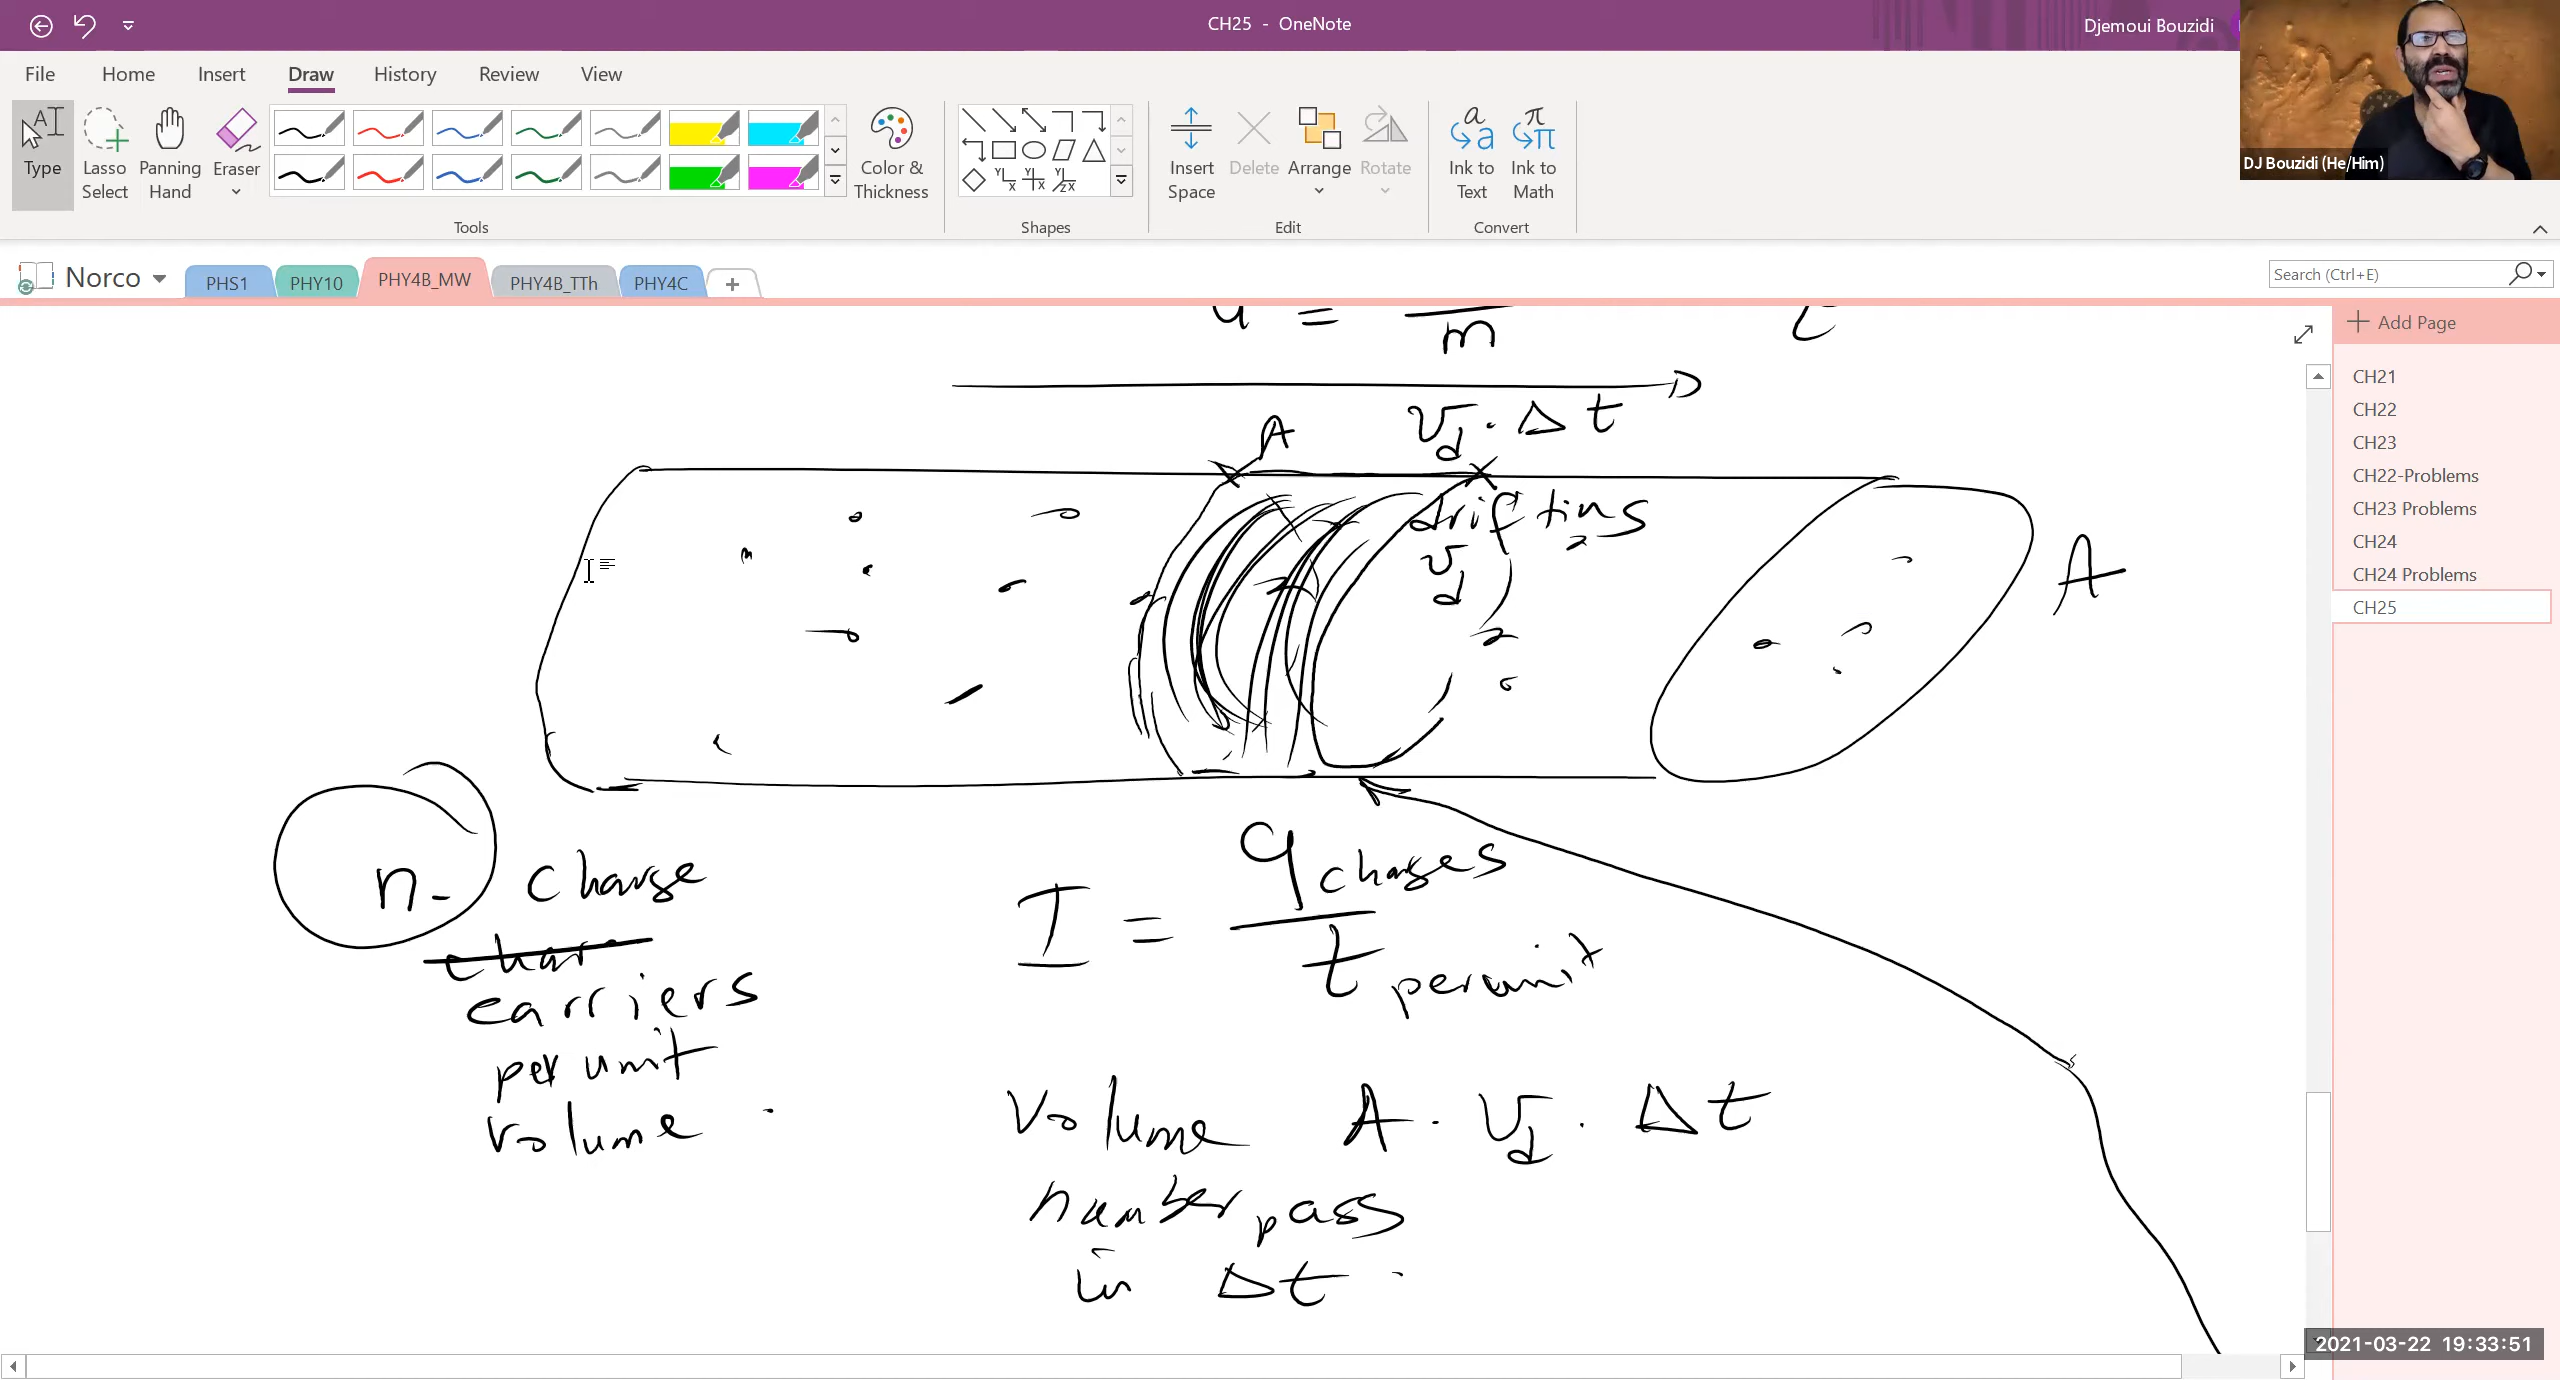 CH25 - OneNote
Djemoui Bouzidi
File Home Insert Draw History Review View
Type
Lasso Select
Panning Hand
Eraser
Color & Thickness
Insert Space
Delete
Arrange
Rotate
Ink to Text
Ink to Math
Tools
Shapes
Edit
Convert
DJ Bouzidi (He/Him)
Norco
PHS1 PHY10 PHY4B_MW PHY4B_TTh PHY4C
Search (Ctrl+E)
Add Page
CH21
CH22
CH23
CH22-Problems
CH23 Problems
CH24
CH24 Problems
CH25
= m
A
v_d . Δt
drifting
v_d
A
n - charge
char
carriers
per unit
volume .
I = q charges / t per unit
Volume A . v_d . Δt
number pass
in Δt .
2021-03-22 19:33:51